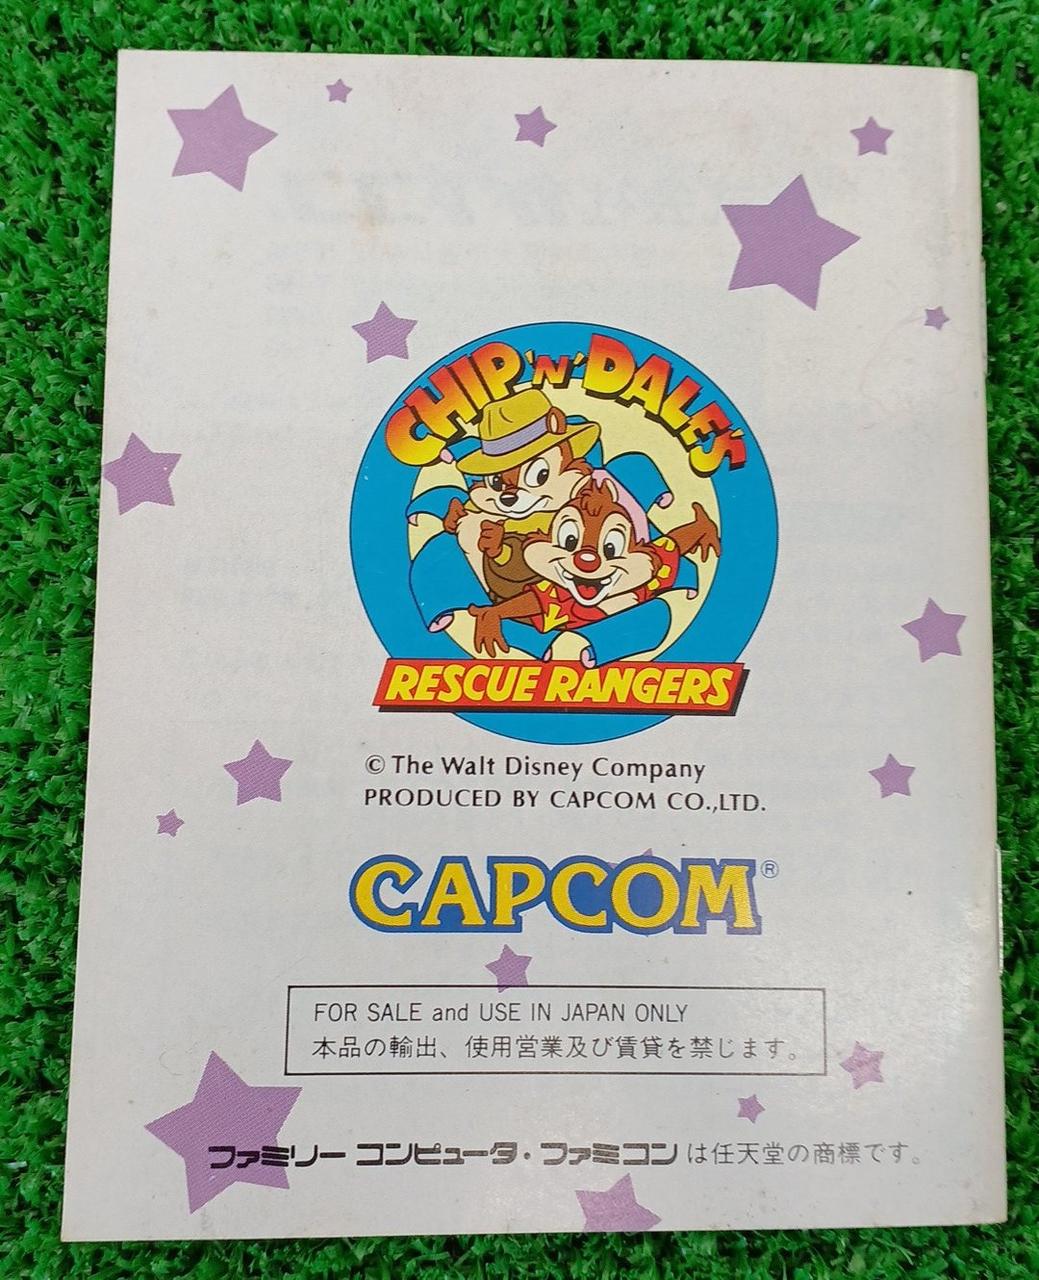 CHIP 'N' DALE'S
RESCUE RANGERS
© The Walt Disney Company
PRODUCED BY CAPCOM CO.,LTD.
CAPCOM®
FOR SALE and USE IN JAPAN ONLY
本品の輸出、使用営業及び賃貸を禁じます。
ファミリーコンピュータ・ファミコンは任天堂の商標です。